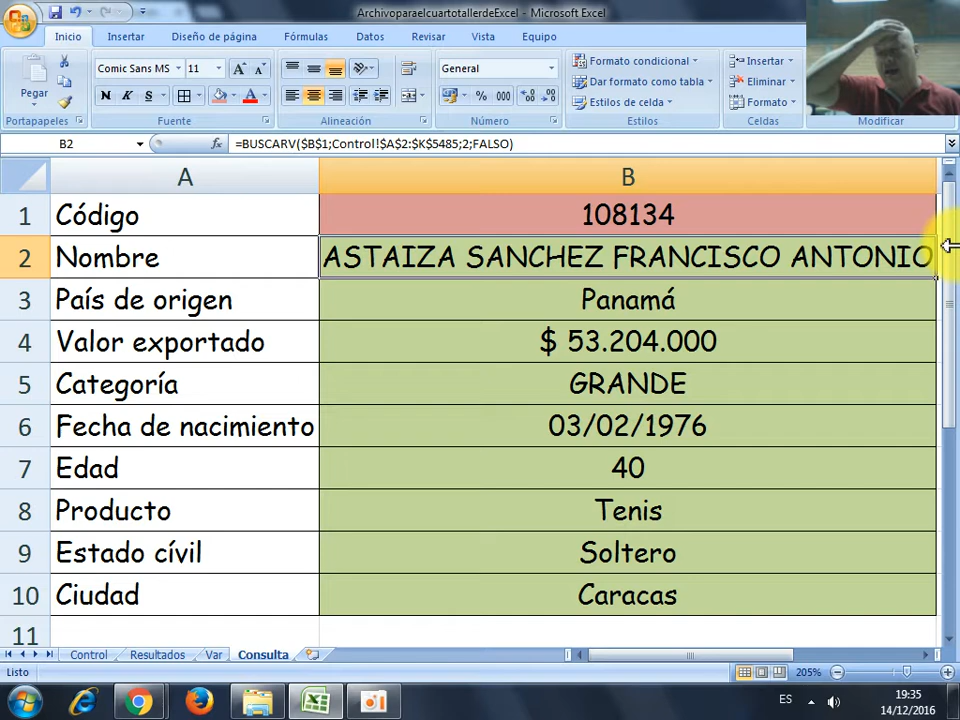 ArchivoparaelcuartotallerdeExcel - Microsoft Excel
Inicio Insertar Diseño de página Fórmulas Datos Revisar Vista Equipo
Pegar
Portapapeles
Comic Sans MS 11
N K S
Fuente
Alineación
General
% 000
Número
Formato condicional
Dar formato como tabla
Estilos de celda
Estilos
Insertar
Eliminar
Formato
Celdas
Modificar
B2 fx =BUSCARV($B$1;Control!$A$2:$K$5485;2;FALSO)
A B
1 Código 108134
2 Nombre ASTAIZA SANCHEZ FRANCISCO ANTONIO
3 País de origen Panamá
4 Valor exportado $ 53.204.000
5 Categoría GRANDE
6 Fecha de nacimiento 03/02/1976
7 Edad 40
8 Producto Tenis
9 Estado cívil Soltero
10 Ciudad Caracas
11
Control Resultados Var Consulta
Listo 205%
ES 19:35
14/12/2016